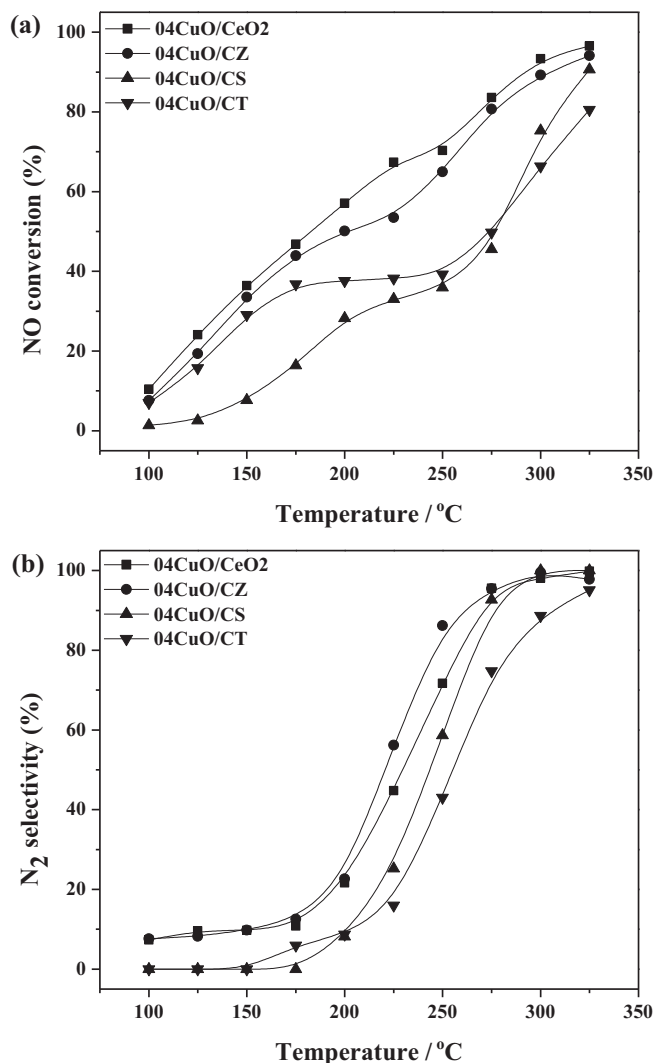 (a)
04CuO/CeO2
04CuO/CZ
04CuO/CS
04CuO/CT
NO conversion (%)
100
80
60
40
20
0
100 150 200 250 300 350
Temperature / °C
(b)
04CuO/CeO2
04CuO/CZ
04CuO/CS
04CuO/CT
N2 selectivity (%)
100
80
60
40
20
0
100 150 200 250 300 350
Temperature / °C